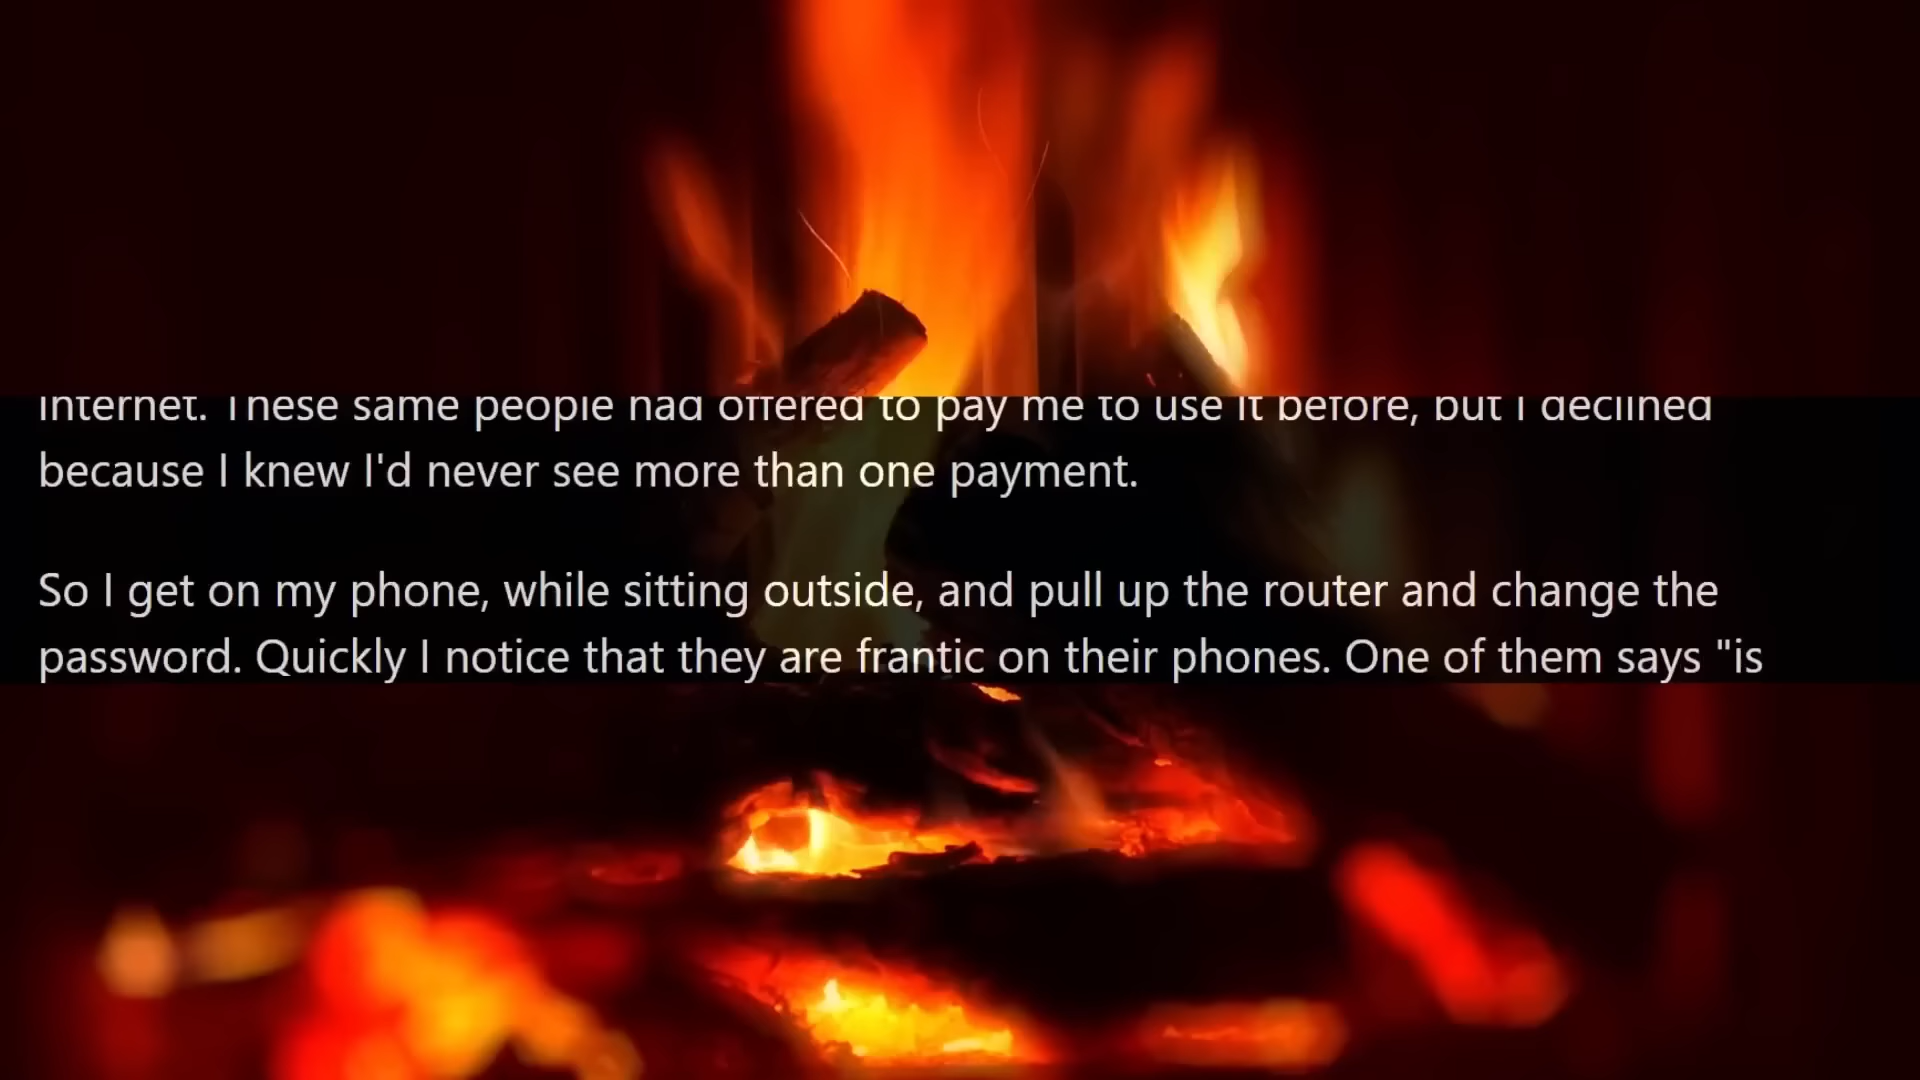 internet. These same people had offered to pay me to use it before, but I declined
because I knew I'd never see more than one payment.
So I get on my phone, while sitting outside, and pull up the router and change the
password. Quickly I notice that they are frantic on their phones. One of them says "is